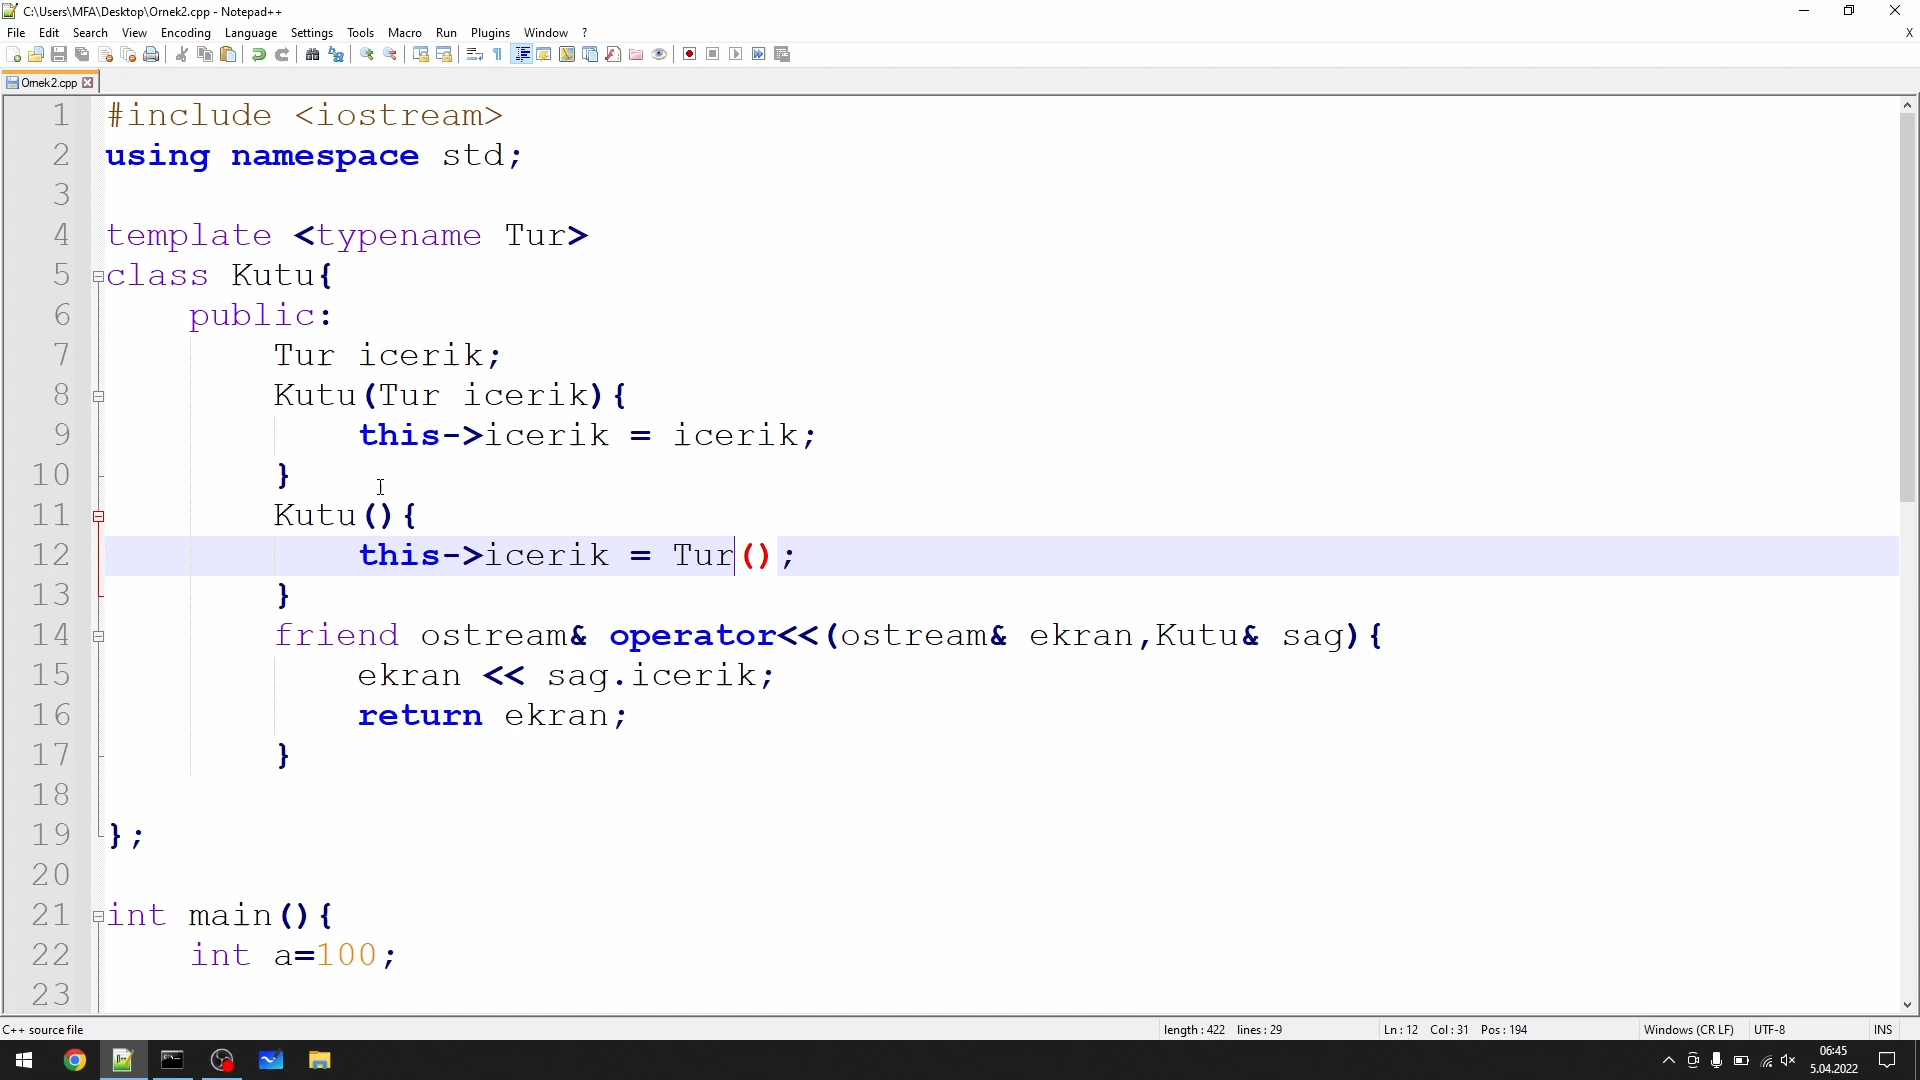 C:\Users\MFA\Desktop\Ornek2.cpp - Notepad++
File Edit Search View Encoding Language Settings Tools Macro Run Plugins Window ? X
Ornek2.cpp
1 #include <iostream>
2 using namespace std;
3
4 template <typename Tur>
5 class Kutu{
6 public:
7 Tur icerik;
8 Kutu(Tur icerik){
9 this->icerik = icerik;
10 }
11 Kutu(){
12 this->icerik = Tur();
13 }
14 friend ostream& operator<<(ostream& ekran,Kutu& sag){
15 ekran << sag.icerik;
16 return ekran;
17 }
18
19 };
20
21 int main(){
22 int a=100;
23
C++ source file length : 422 lines : 29 Ln : 12 Col : 31 Pos : 194 Windows (CR LF) UTF-8 INS
06:45
5.04.2022